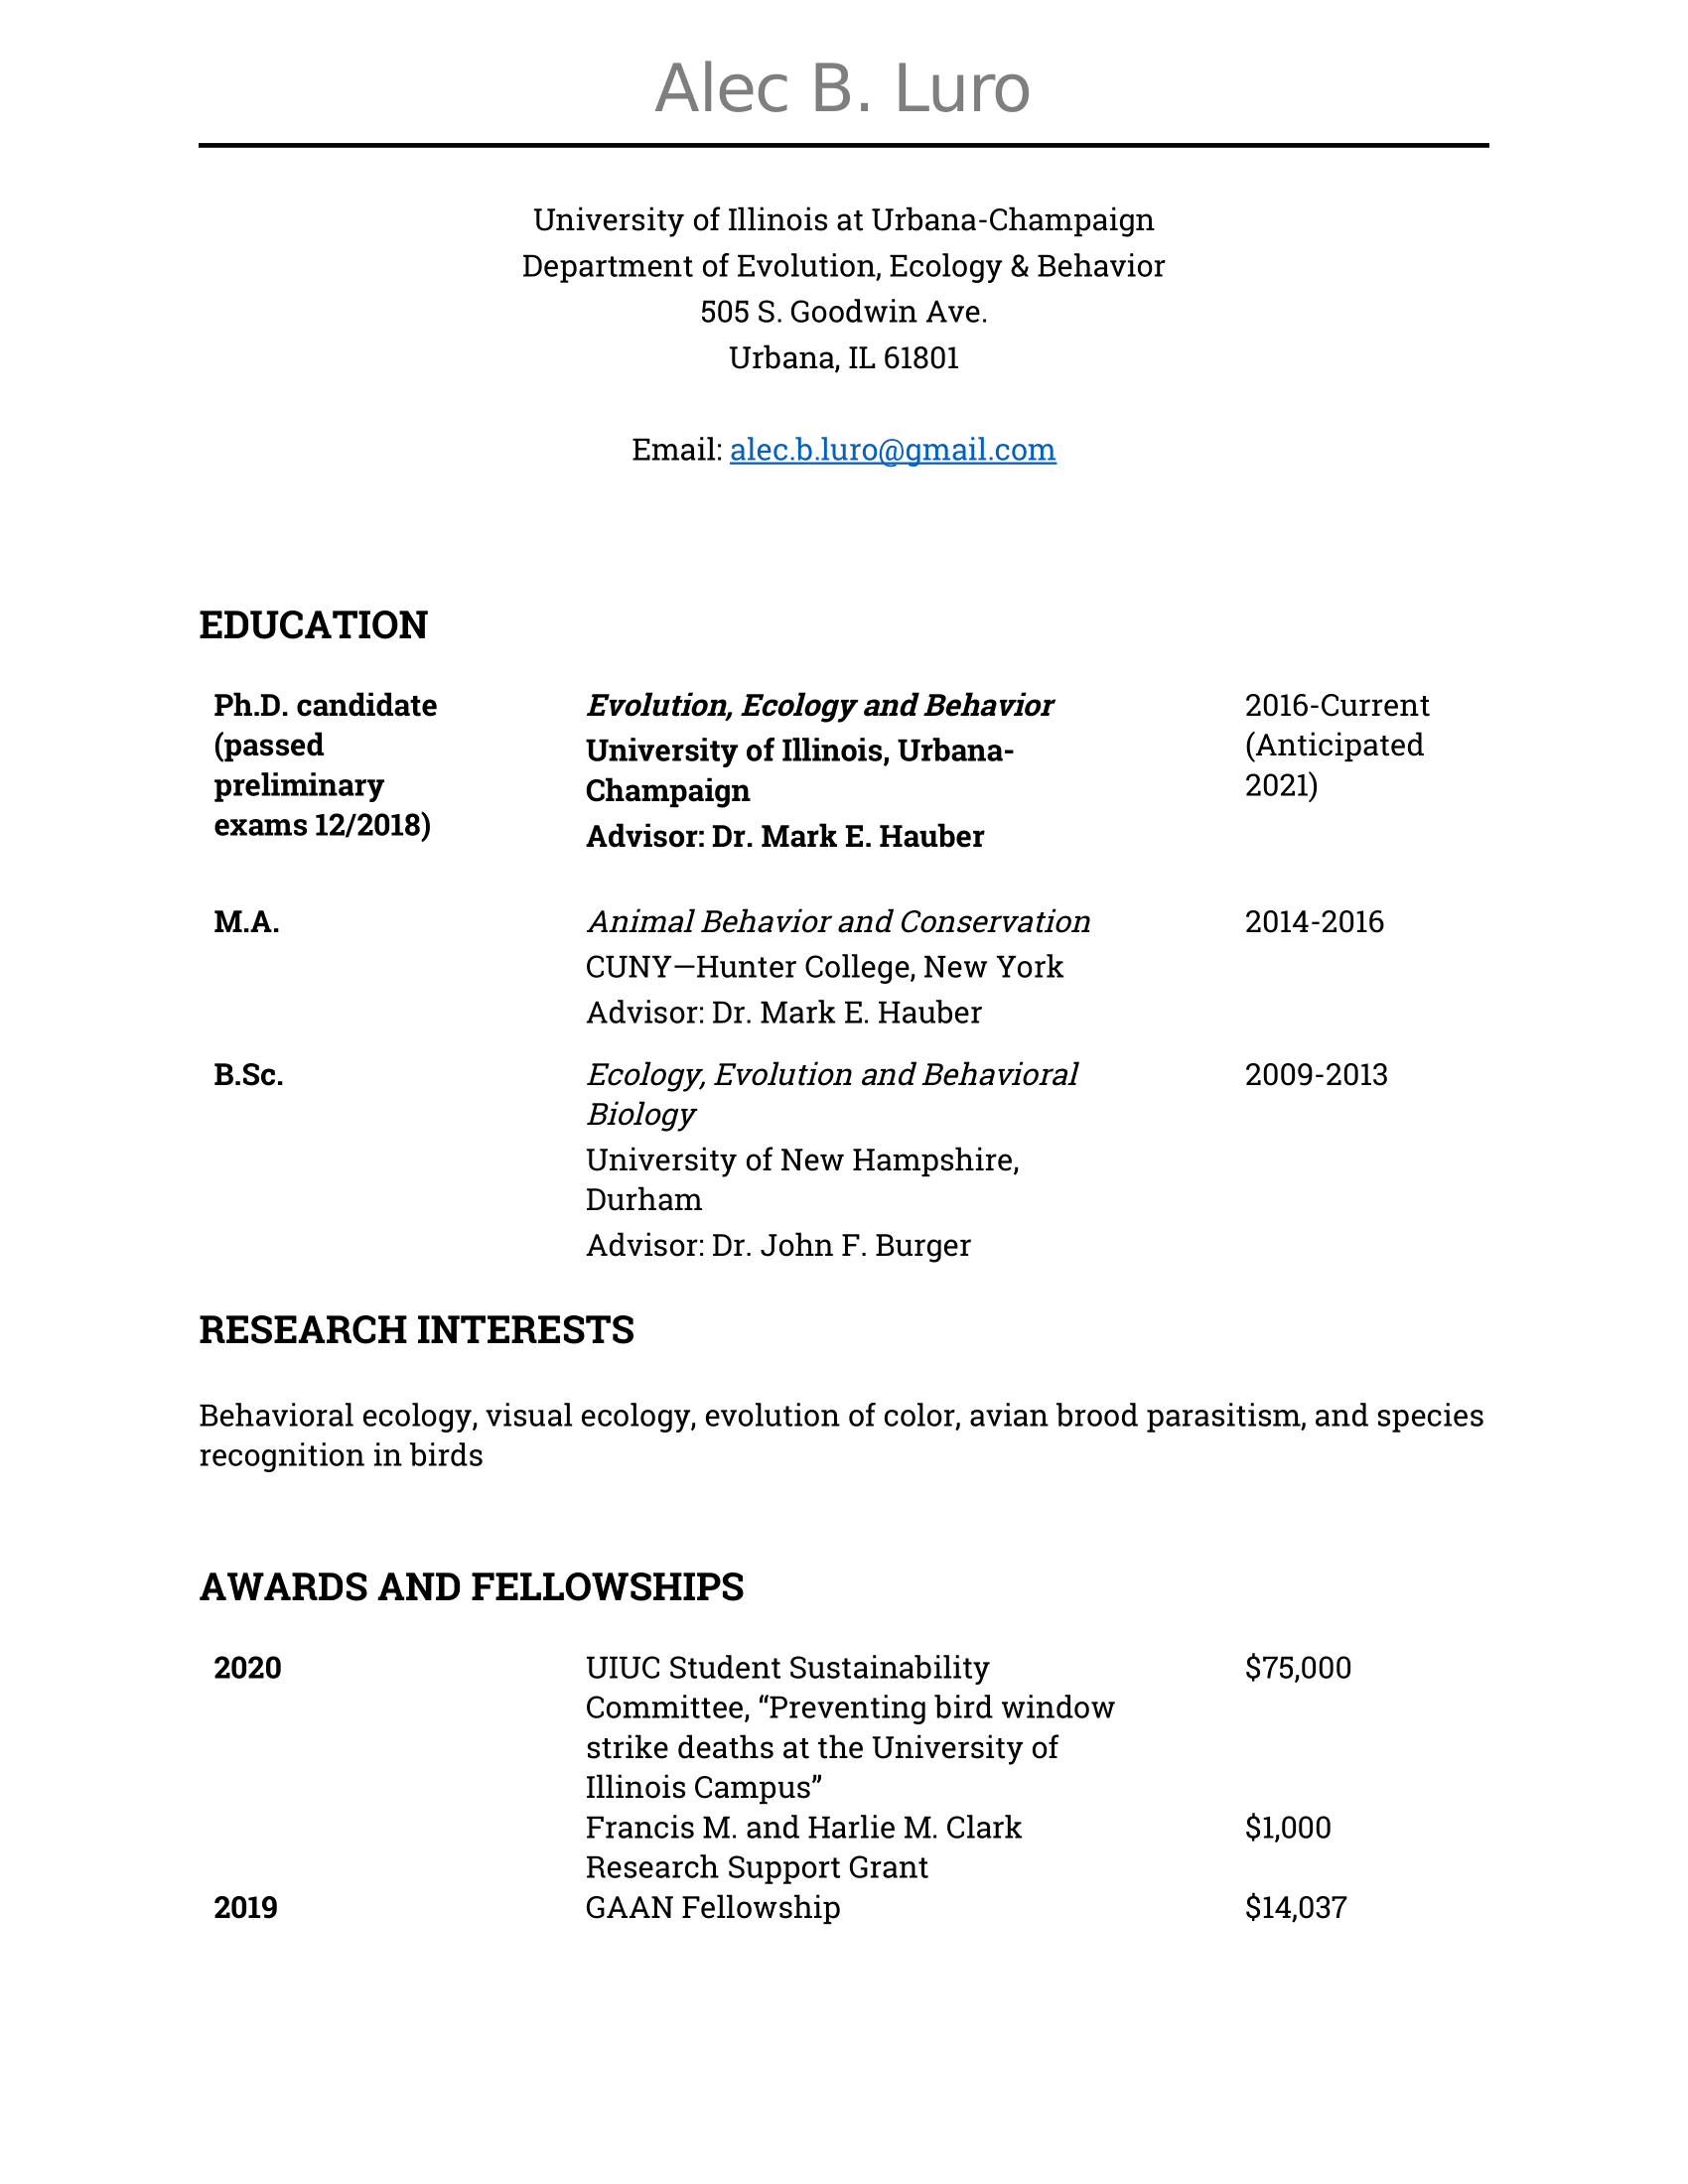 Alec B. Luro
University of Illinois at Urbana-Champaign
Department of Evolution, Ecology & Behavior
505 S. Goodwin Ave.
Urbana, IL 61801
Email: alec.b.luro@gmail.com
EDUCATION
Ph.D. candidate
(passed
preliminary
exams 12/2018)
Evolution, Ecology and Behavior
University of Illinois, Urbana-
Champaign
Advisor: Dr. Mark E. Hauber
2016-Current
(Anticipated
2021)
M.A.
Animal Behavior and Conservation
CUNY—Hunter College, New York
Advisor: Dr. Mark E. Hauber
2014-2016
B.Sc.
Ecology, Evolution and Behavioral
Biology
University of New Hampshire,
Durham
Advisor: Dr. John F. Burger
2009-2013
RESEARCH INTERESTS
Behavioral ecology, visual ecology, evolution of color, avian brood parasitism, and species
recognition in birds
AWARDS AND FELLOWSHIPS
2020
UIUC Student Sustainability
Committee, “Preventing bird window
strike deaths at the University of
Illinois Campus”
$75,000
Francis M. and Harlie M. Clark
Research Support Grant
$1,000
2019
GAAN Fellowship
$14,037